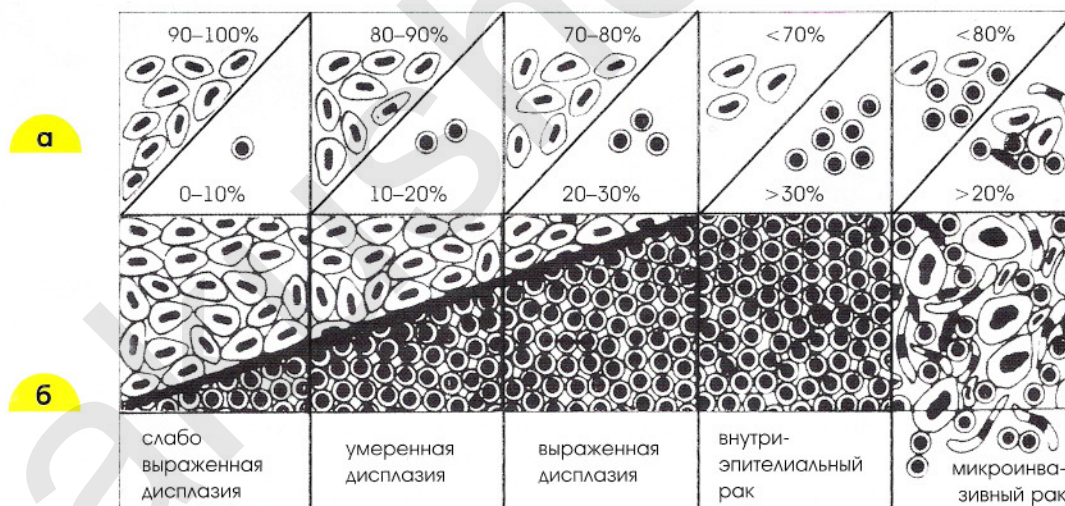 90–100%
80–90%
70–80%
<70%
<80%
а
0–10%
10–20%
20–30%
>30%
>20%
б
слабо
выраженная
дисплазия
умеренная
дисплазия
выраженная
дисплазия
внутри-
эпителиальный
рак
микроинва-
зивный рак